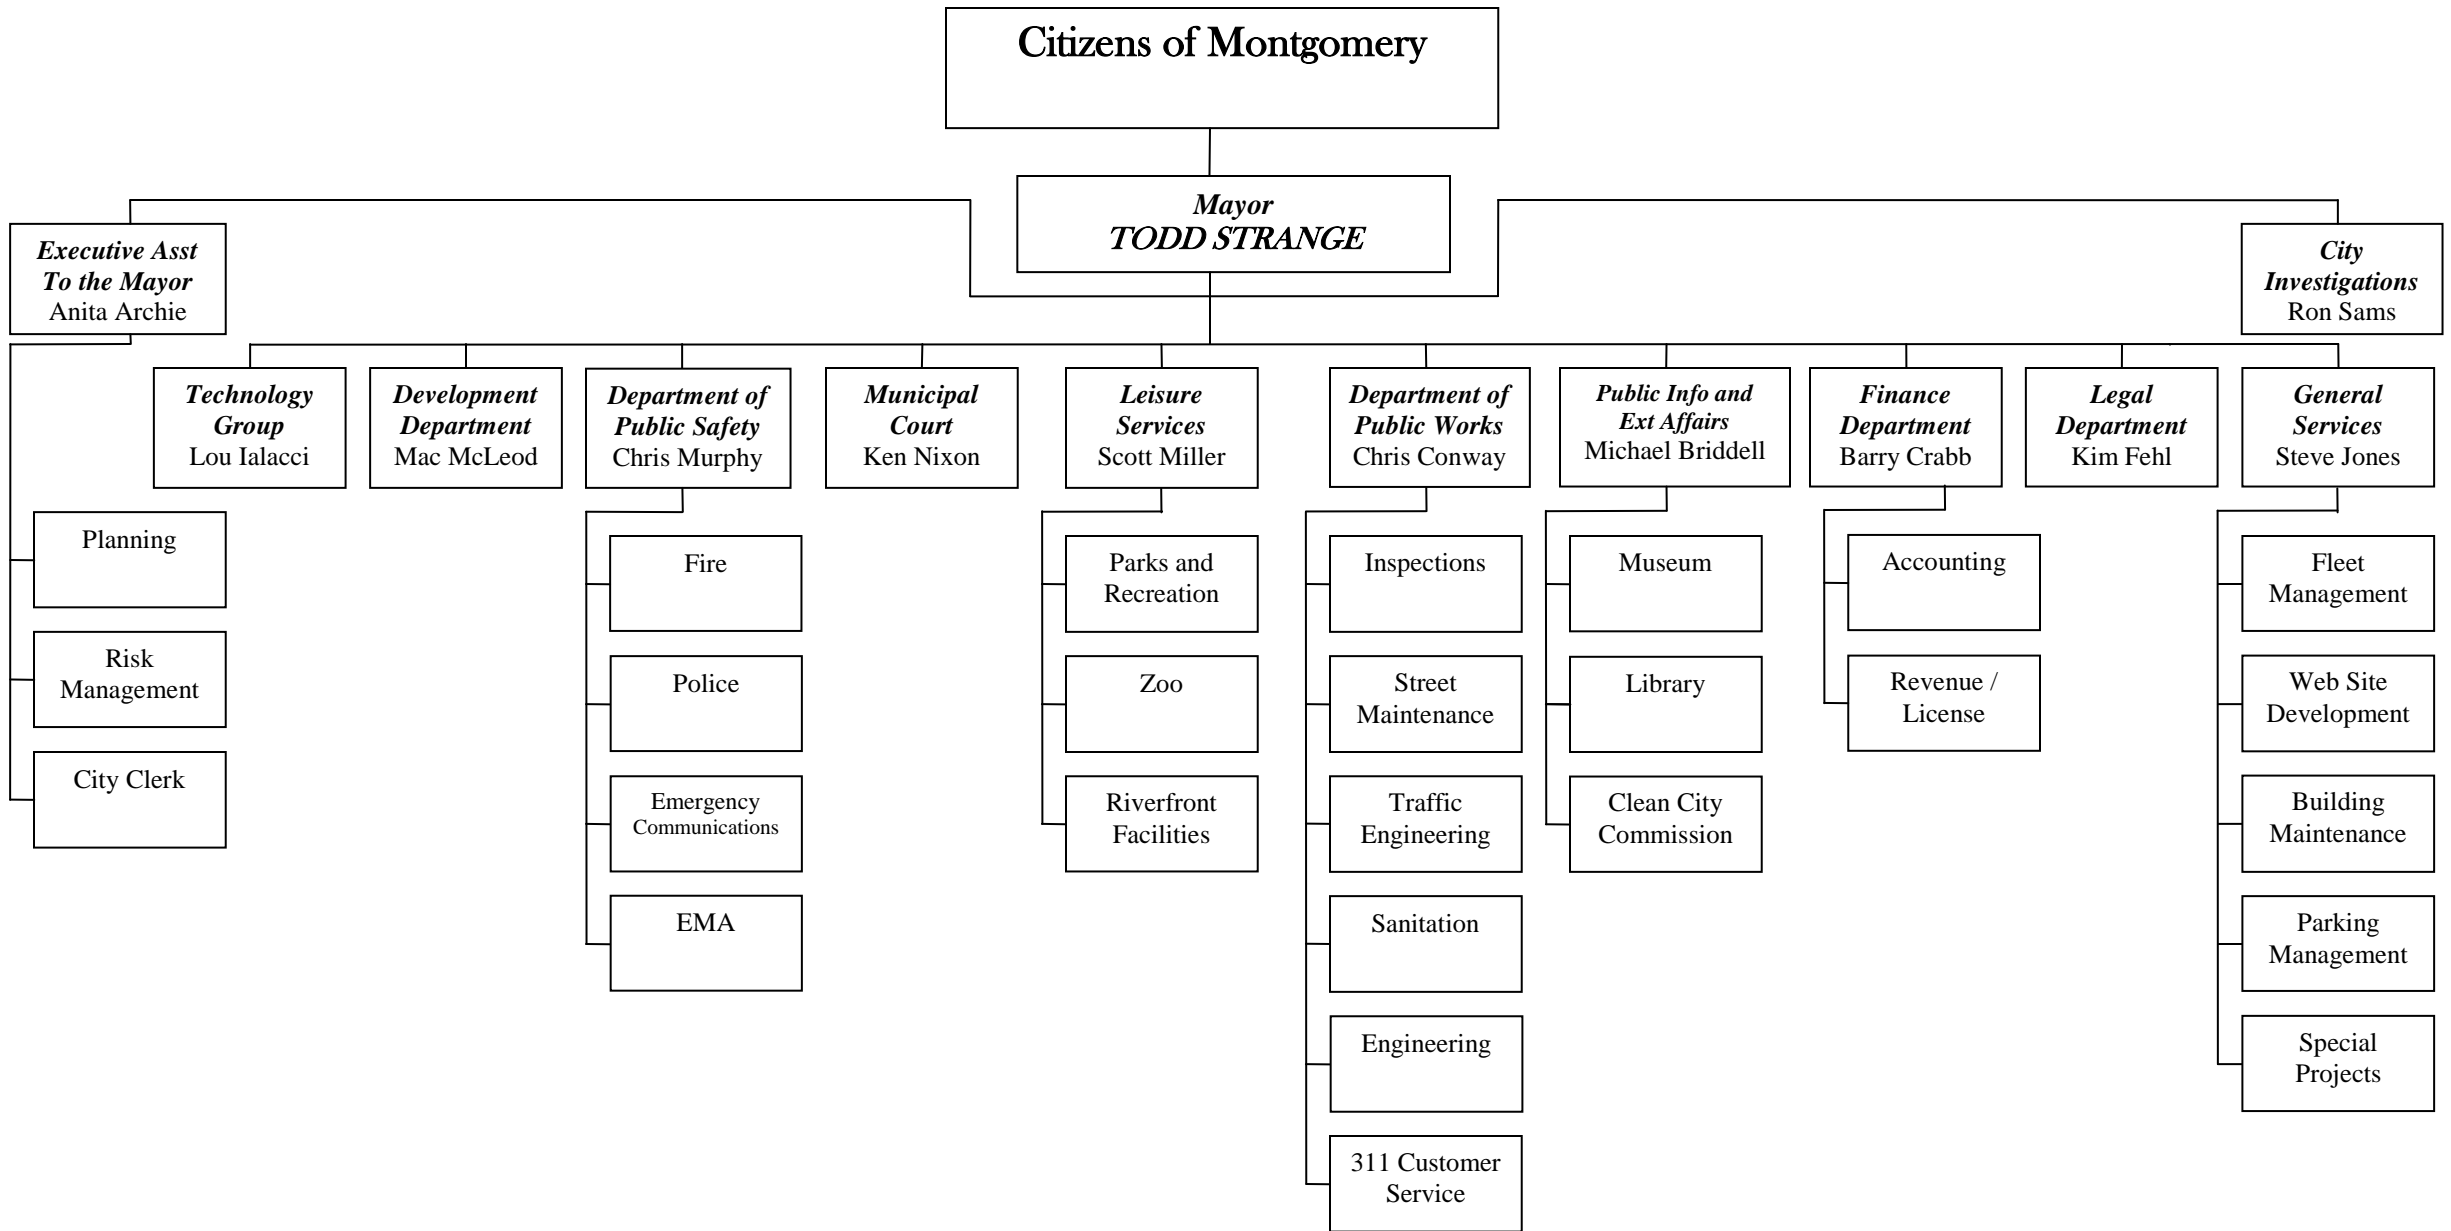 Citizens of Montgomery
Mayor
TODD STRANGE
Executive Asst
To the Mayor
Anita Archie
City
Investigations
Ron Sams
Technology
Group
Lou Ialacci
Development
Department
Mac McLeod
Department of
Public Safety
Chris Murphy
Municipal
Court
Ken Nixon
Leisure
Services
Scott Miller
Department of
Public Works
Chris Conway
Public Info and
Ext Affairs
Michael Briddell
Finance
Department
Barry Crabb
Legal
Department
Kim Fehl
General
Services
Steve Jones
Planning
Risk
Management
City Clerk
Fire
Police
Emergency
Communications
EMA
Parks and
Recreation
Zoo
Riverfront
Facilities
Inspections
Street
Maintenance
Traffic
Engineering
Sanitation
Engineering
311 Customer
Service
Museum
Library
Clean City
Commission
Accounting
Revenue /
License
Fleet
Management
Web Site
Development
Building
Maintenance
Parking
Management
Special
Projects